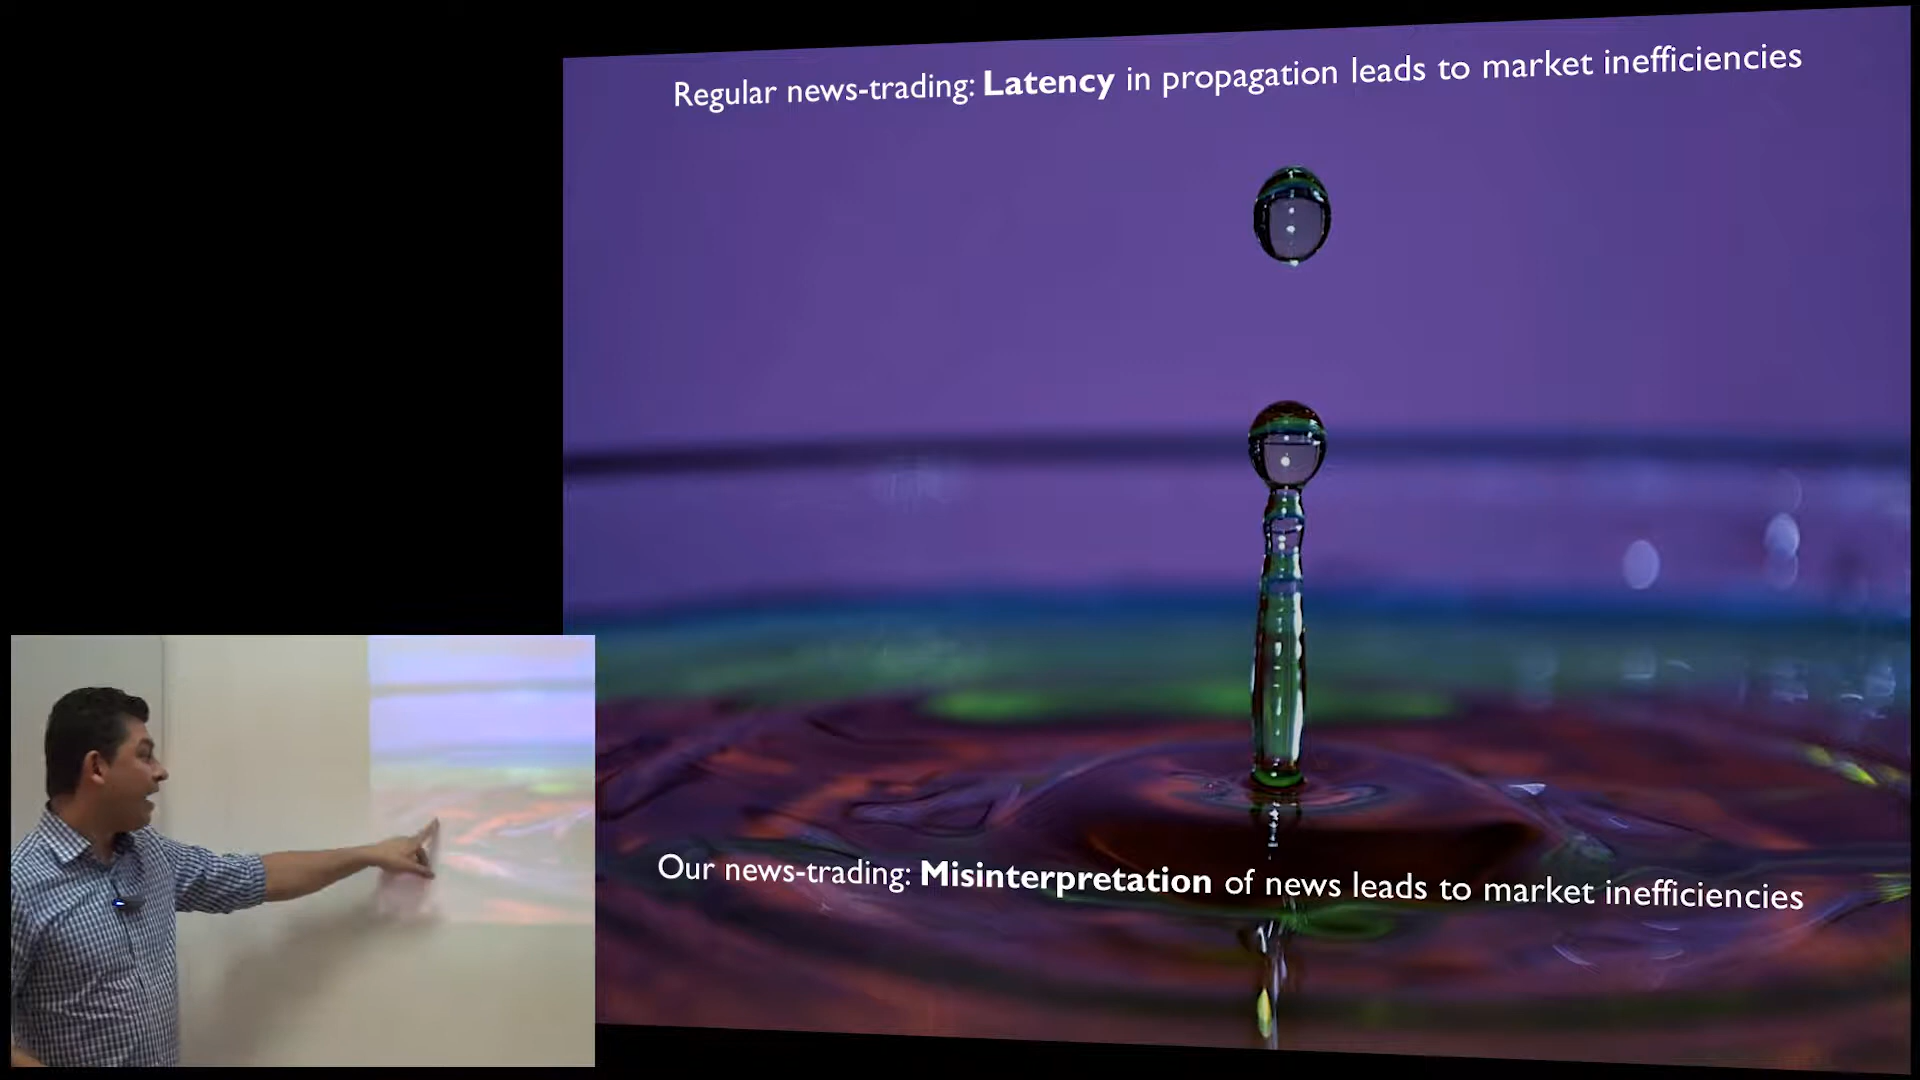 Regular news-trading: Latency in propagation leads to market inefficiencies
Our news-trading: Misinterpretation of news leads to market inefficiencies